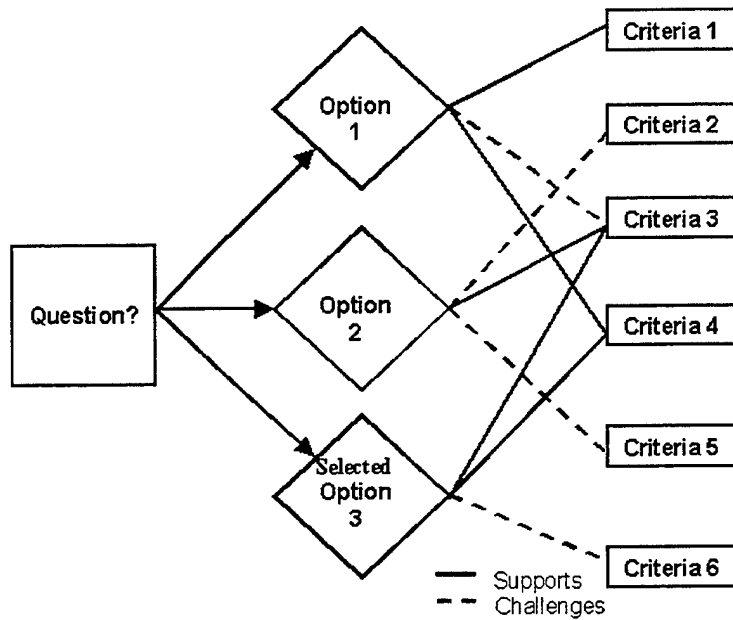 Question?
Option
1
Option
2
Selected
Option
3
Criteria 1
Criteria 2
Criteria 3
Criteria 4
Criteria 5
Criteria 6
Supports
Challenges